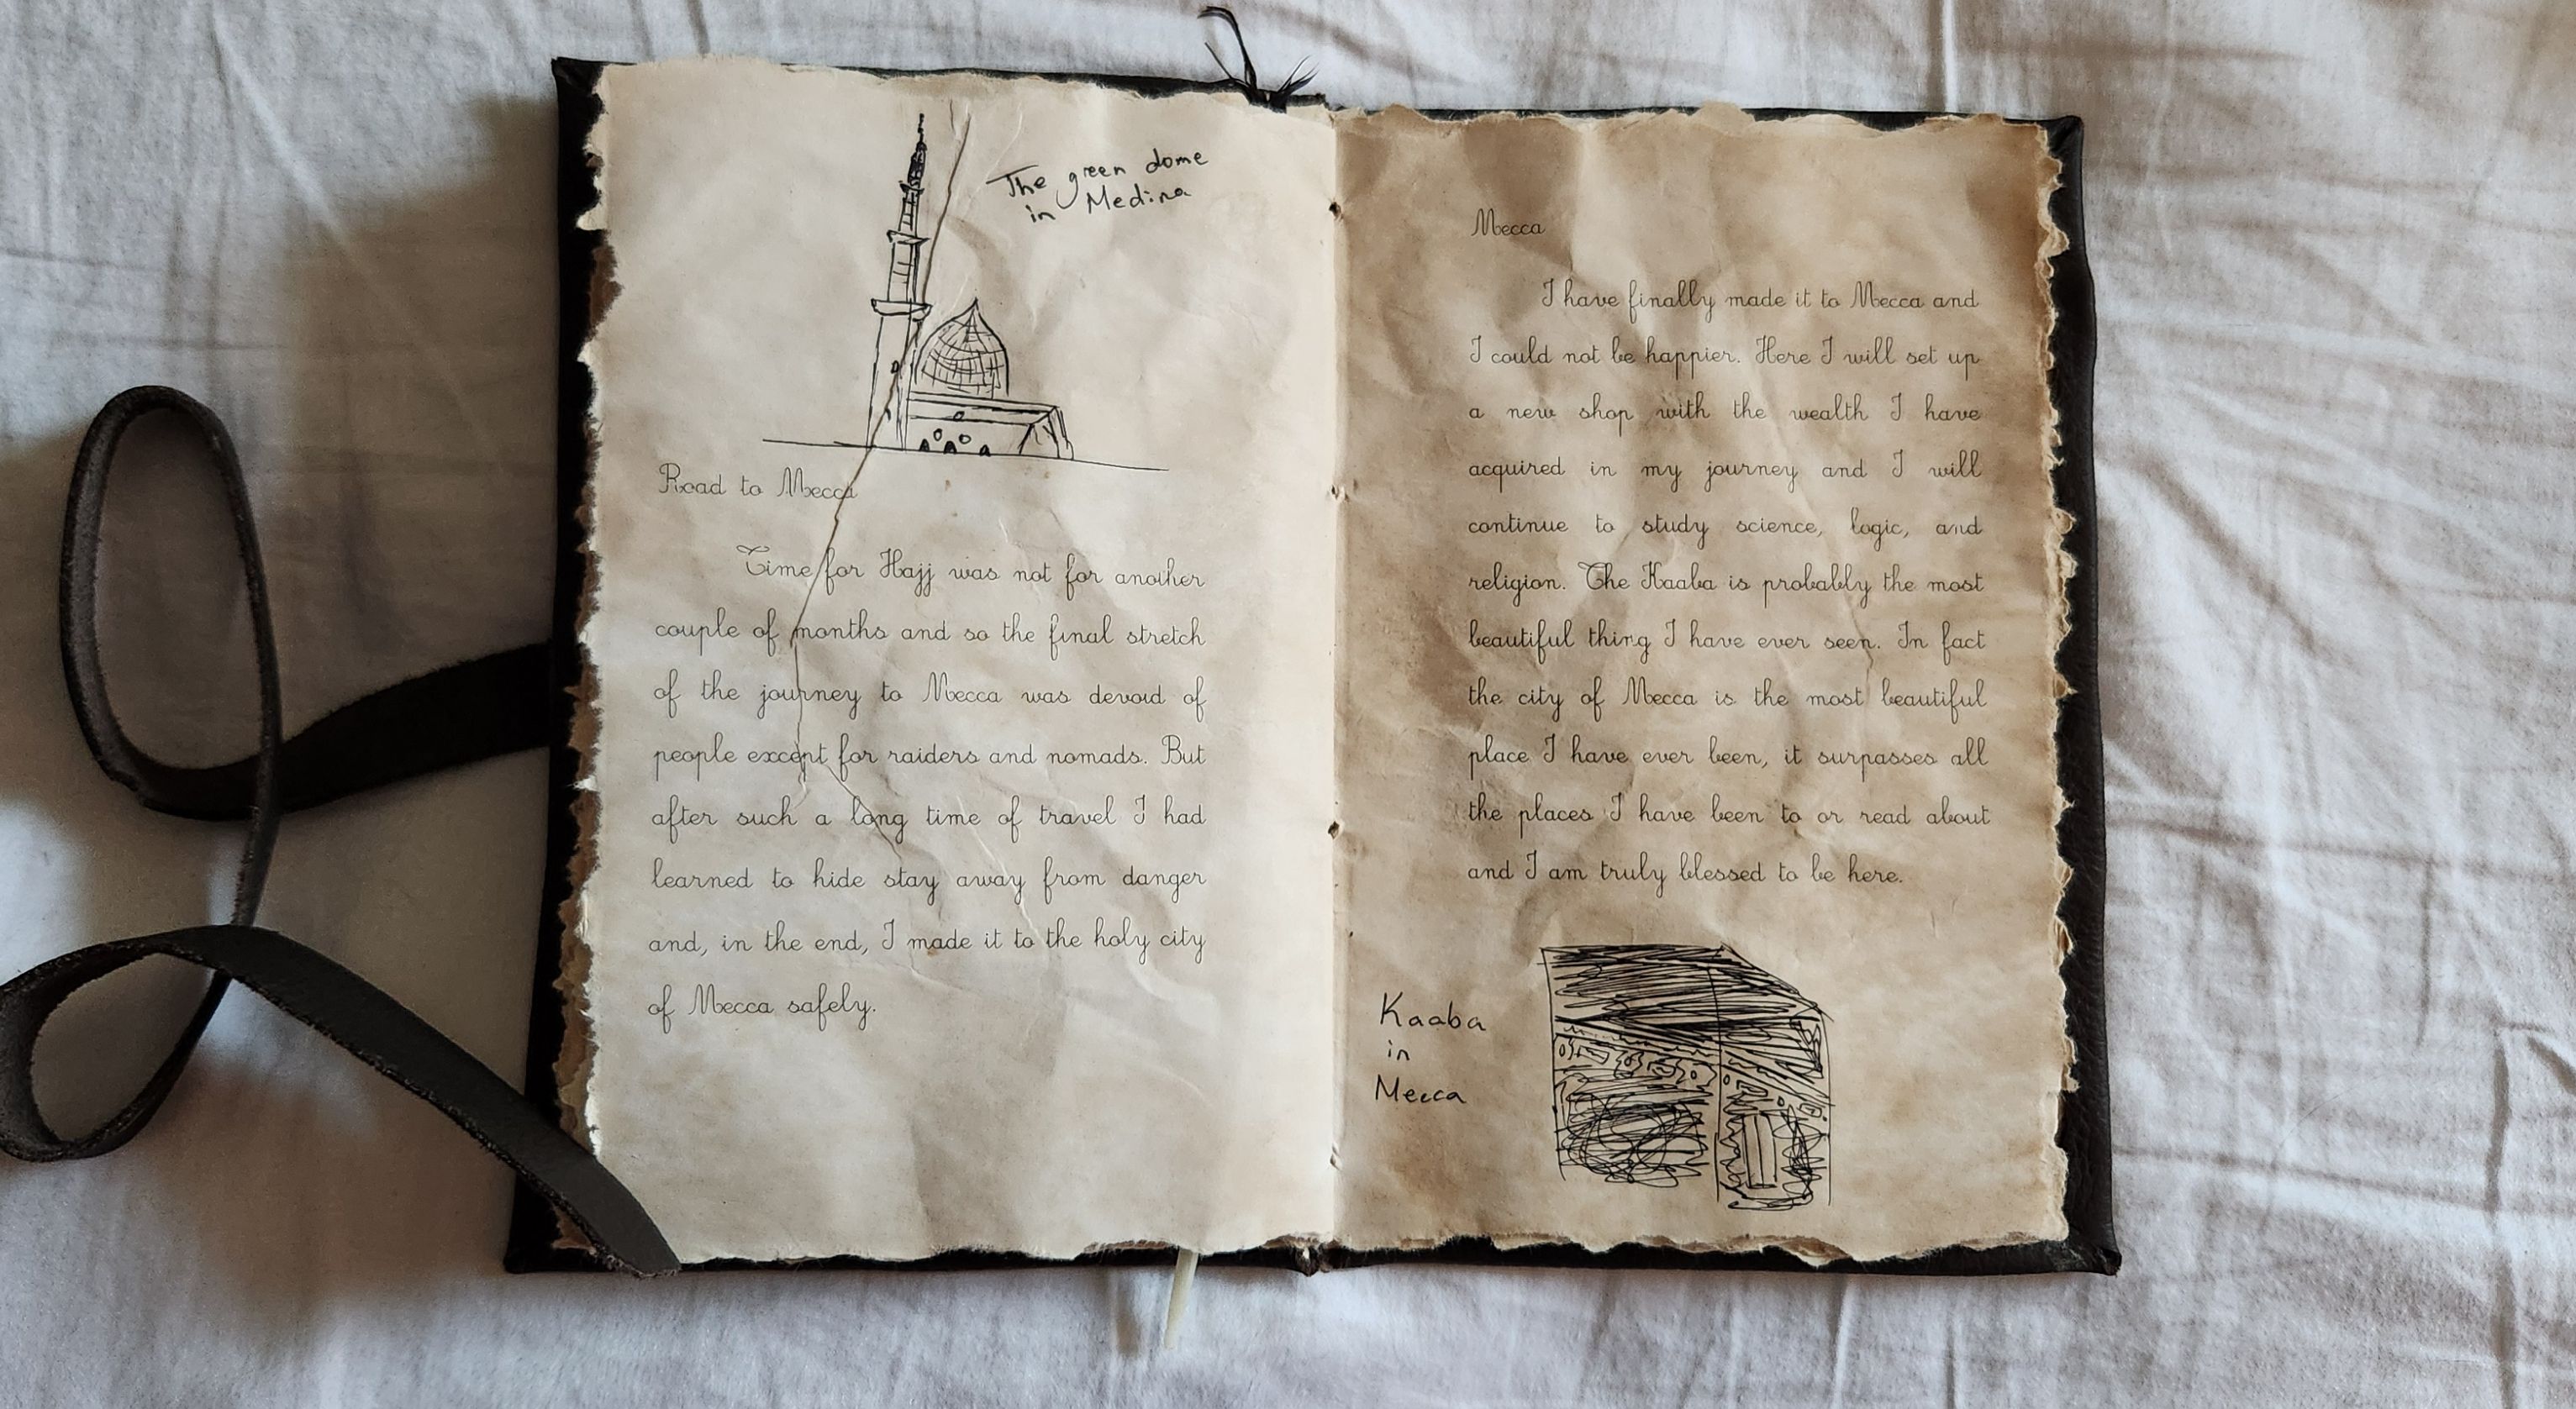 The green dome
in Medina
Road to Mecca
Time for Hajj was not for another
couple of months and so the final stretch
of the journey to Mecca was devoid of
people except for raiders and nomads. But
after such a long time of travel I had
learned to hide stay away from danger
and, in the end, I made it to the holy city
of Mecca safely.
Mecca
I have finally made it to Mecca and
I could not be happier. Here I will set up
a new shop with the wealth I have
acquired in my journey and I will
continue to study science, logic, and
religion. The Kaaba is probably the most
beautiful thing I have ever seen. In fact
the city of Mecca is the most beautiful
place I have ever been, it surpasses all
the places I have been to or read about
and I am truly blessed to be here.
Kaaba
in
Mecca